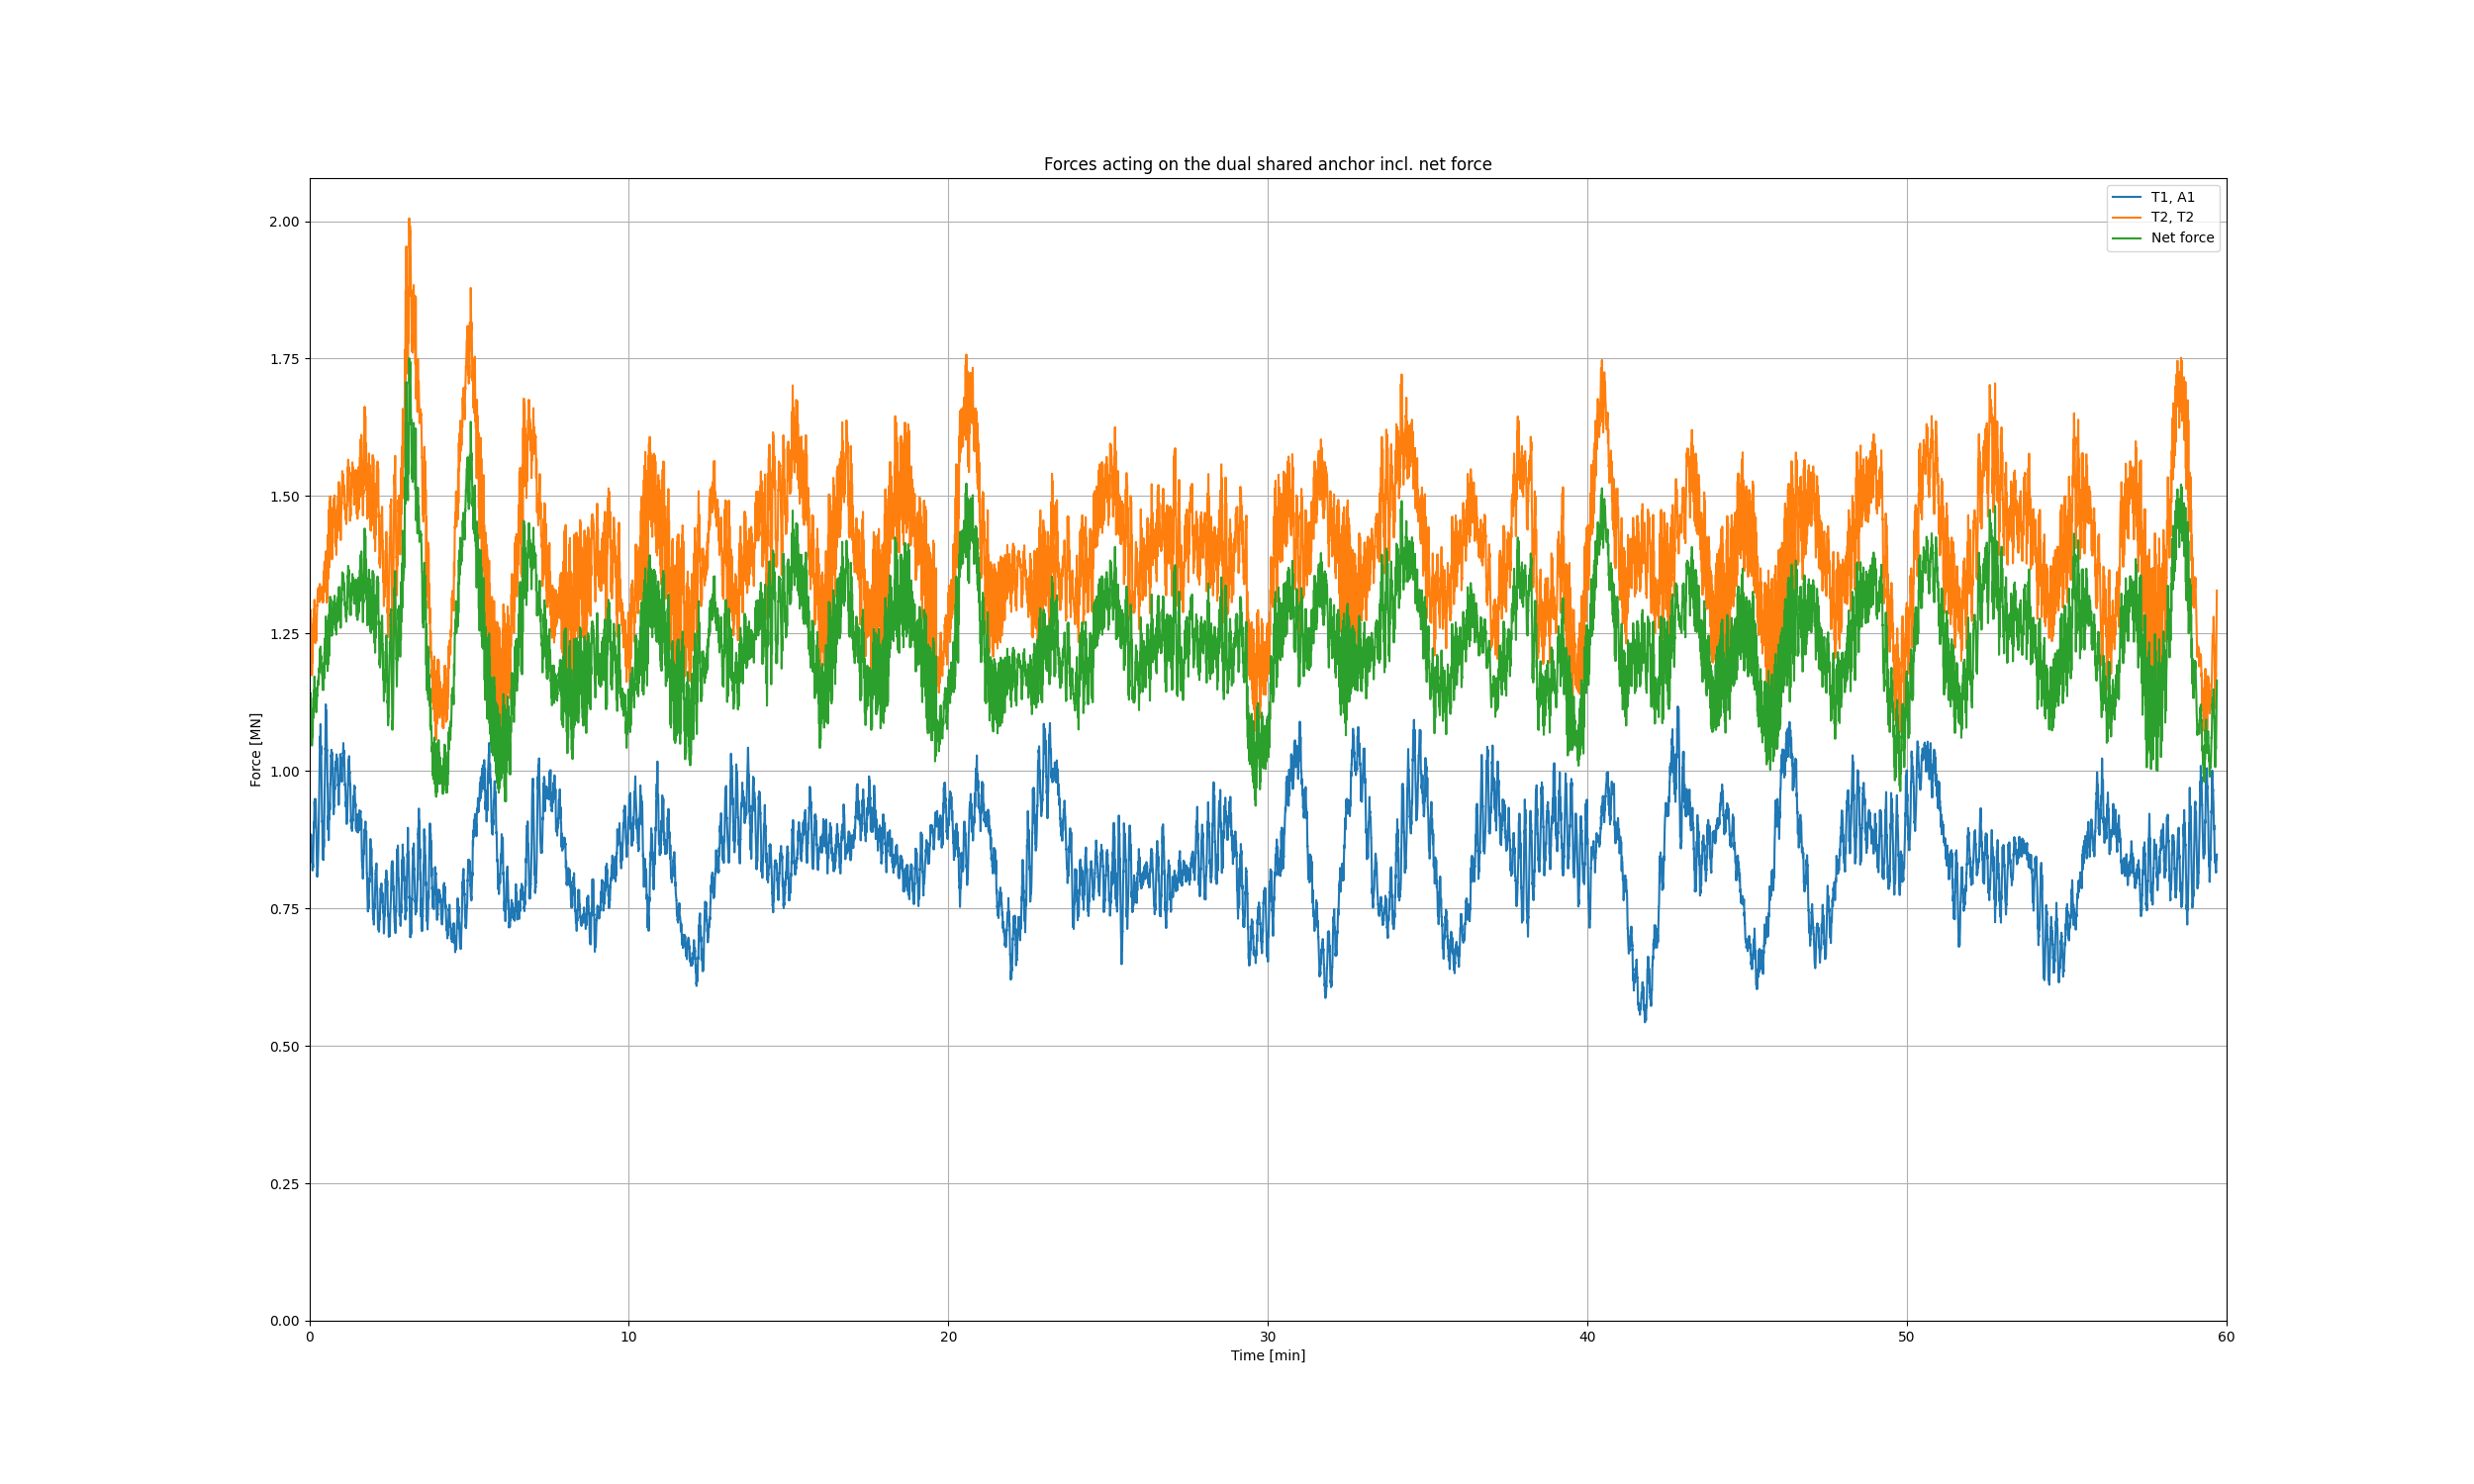 Forces acting on the dual shared anchor incl. net force
T1, A1
T2, T2
Net force
2.00
1.75
1.50
1.25
1.00
0.75
0.50
0.25
0.00
Force [MN]
0 10 20 30 40 50 60
Time [min]